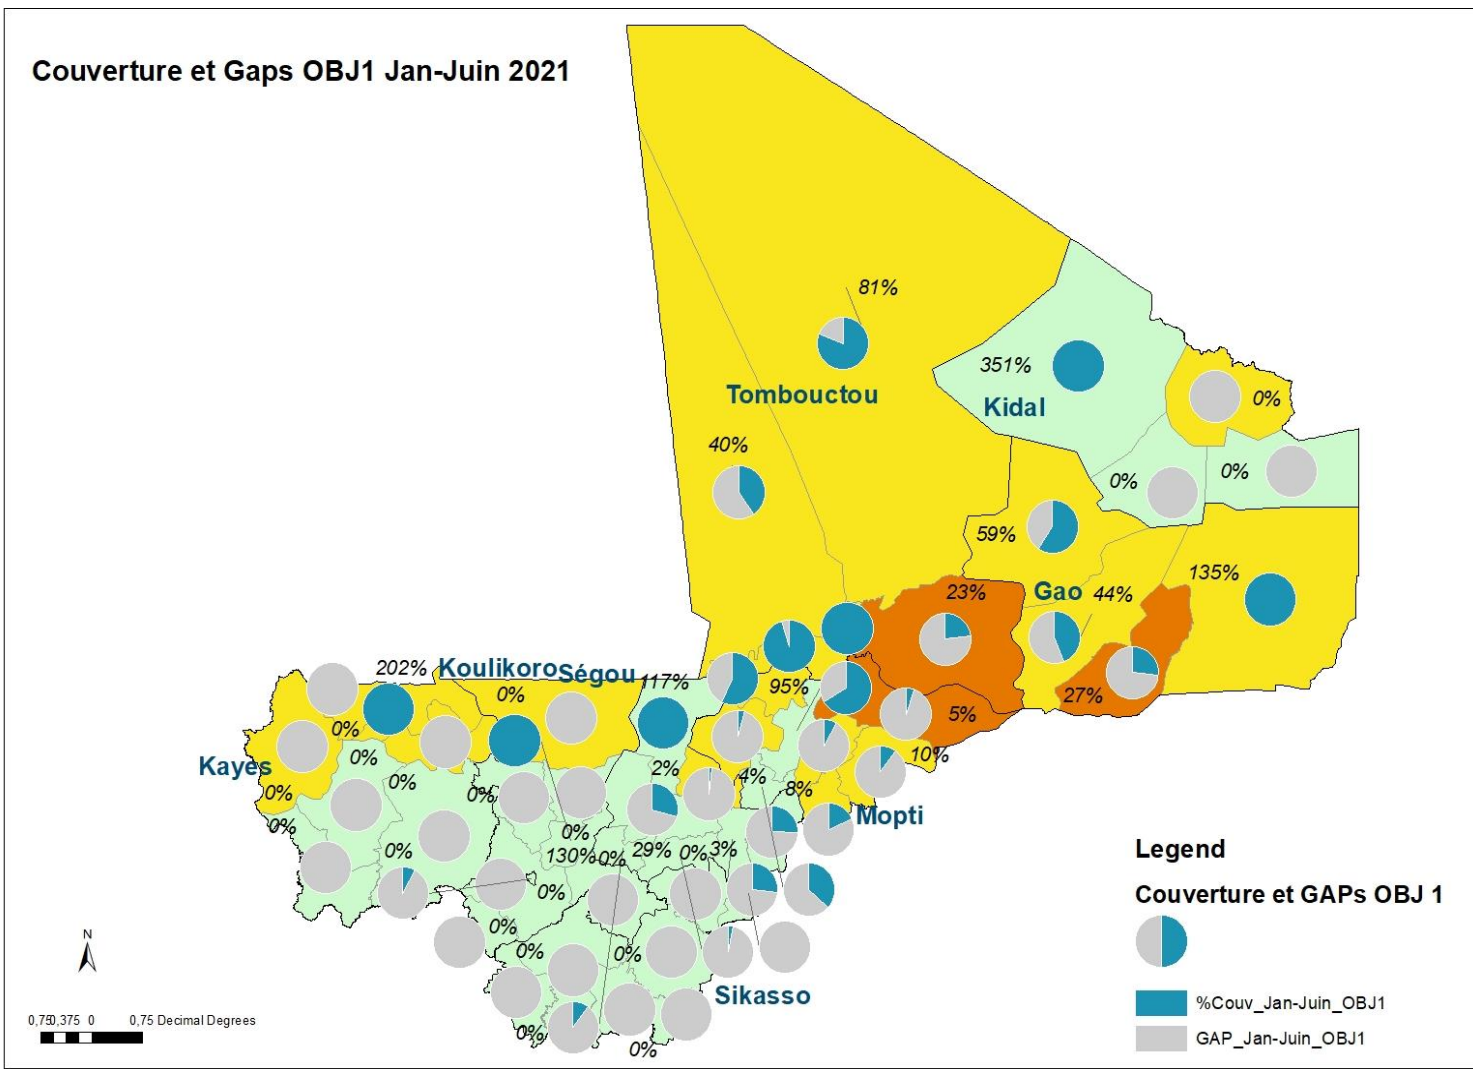 Couverture et Gaps OBJ1 Jan-Juin 2021
81%
Tombouctou
351%
Kidal
0%
40%
0%
0%
59%
135%
23%
Gao
44%
202%
Koulikoro
Ségou
117%
0%
95%
27%
5%
0%
Kayes
0%
0%
0%
0%
0%
2%
4%
8%
10%
Mopti
0%
0%
130%
0%
29%
0%
3%
0%
0%
0%
0%
Sikasso
0%
0%
Legend
Couverture et GAPs OBJ 1
%Couv_Jan-Juin_OBJ1
GAP_Jan-Juin_OBJ1
N
0,75 0,375 0 0,75 Decimal Degrees